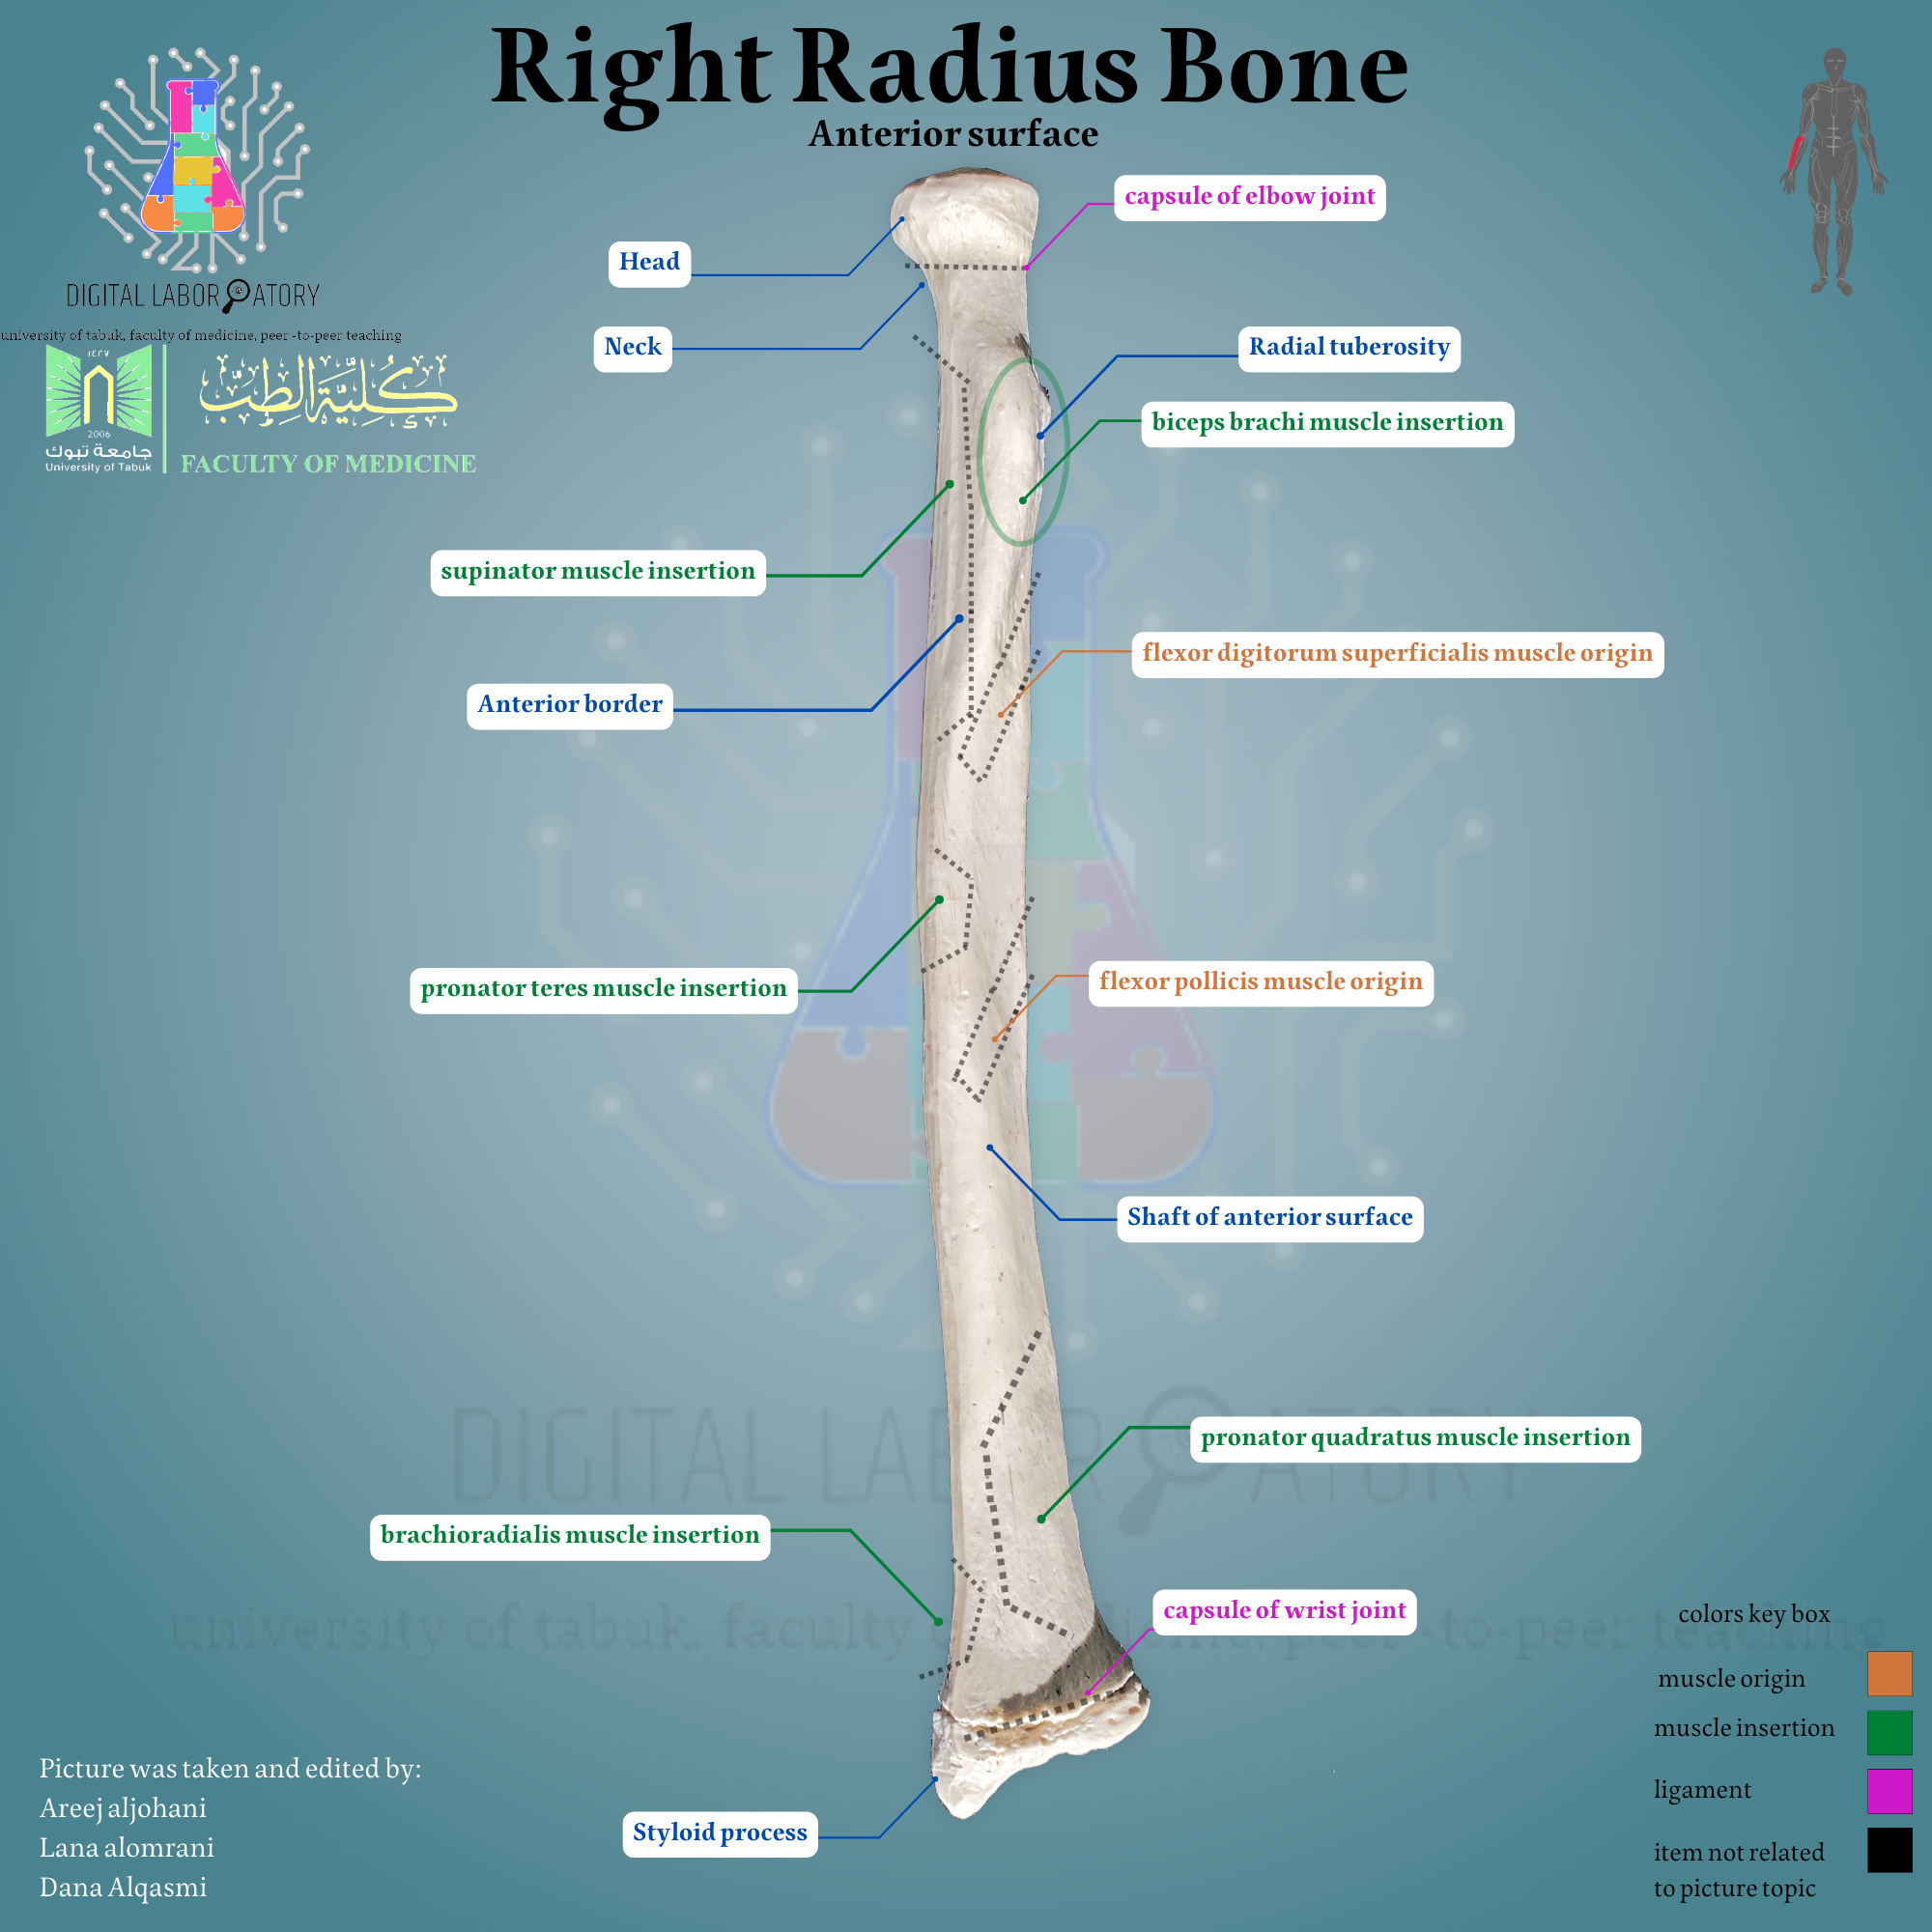 Right Radius Bone
Anterior surface
DIGITAL LABORATORY
university of tabuk, faculty of medicine, peer -to-peer teaching
١٤٢٧
2006
جامعة تبوك
University of Tabuk
كلية الطب
FACULTY OF MEDICINE
capsule of elbow joint
Head
Neck
Radial tuberosity
biceps brachi muscle insertion
supinator muscle insertion
flexor digitorum superficialis muscle origin
Anterior border
pronator teres muscle insertion
flexor pollicis muscle origin
Shaft of anterior surface
pronator quadratus muscle insertion
brachioradialis muscle insertion
capsule of wrist joint
Styloid process
DIGITAL LABORATORY
university of tabuk, faculty of medicine, peer -to-peer teaching
colors key box
muscle origin
muscle insertion
ligament
item not related
to picture topic
Picture was taken and edited by:
Areej aljohani
Lana alomrani
Dana Alqasmi